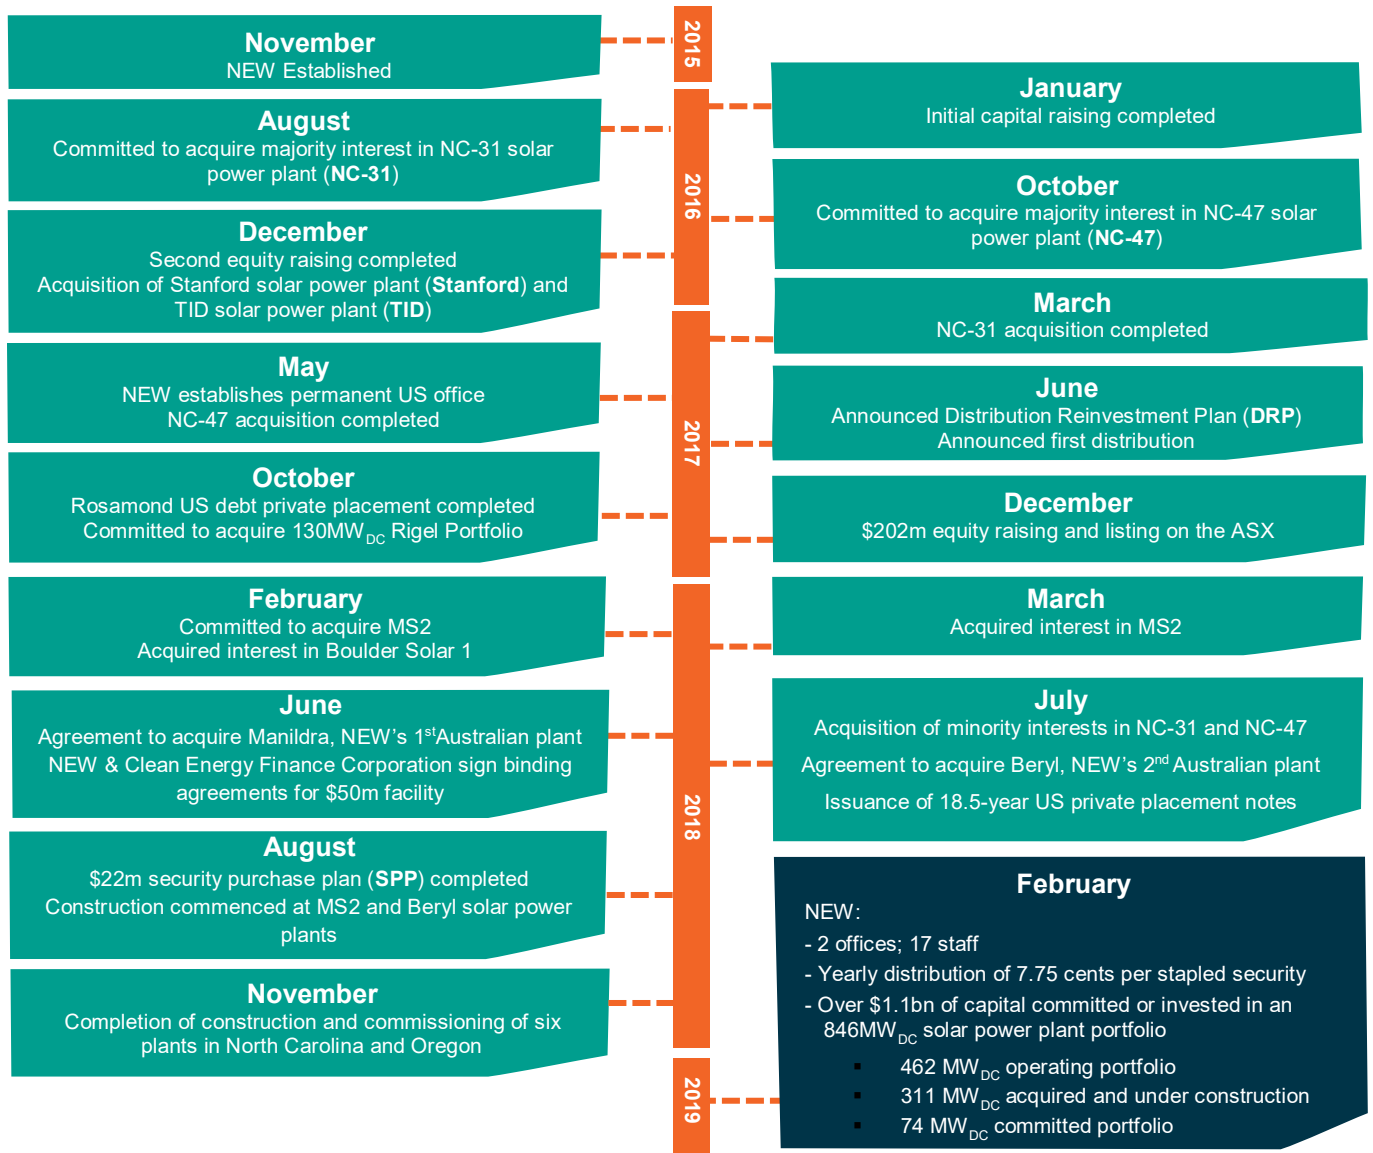 2015
November
NEW Established
2016
January
Initial capital raising completed
August
Committed to acquire majority interest in NC-31 solar
power plant (NC-31)
October
Committed to acquire majority interest in NC-47 solar
power plant (NC-47)
December
Second equity raising completed
Acquisition of Stanford solar power plant (Stanford) and
TID solar power plant (TID)
2017
March
NC-31 acquisition completed
May
NEW establishes permanent US office
NC-47 acquisition completed
June
Announced Distribution Reinvestment Plan (DRP)
Announced first distribution
October
Rosamond US debt private placement completed
Committed to acquire 130MWDC Rigel Portfolio
December
$202m equity raising and listing on the ASX
2018
February
Committed to acquire MS2
Acquired interest in Boulder Solar 1
March
Acquired interest in MS2
June
Agreement to acquire Manildra, NEW’s 1stAustralian plant
NEW & Clean Energy Finance Corporation sign binding
agreements for $50m facility
July
Acquisition of minority interests in NC-31 and NC-47
Agreement to acquire Beryl, NEW’s 2nd Australian plant
Issuance of 18.5-year US private placement notes
August
$22m security purchase plan (SPP) completed
Construction commenced at MS2 and Beryl solar power
plants
November
Completion of construction and commissioning of six
plants in North Carolina and Oregon
2019
February
NEW:
- 2 offices; 17 staff
- Yearly distribution of 7.75 cents per stapled security
- Over $1.1bn of capital committed or invested in an
846MWDC solar power plant portfolio
▪ 462 MWDC operating portfolio
▪ 311 MWDC acquired and under construction
▪ 74 MWDC committed portfolio